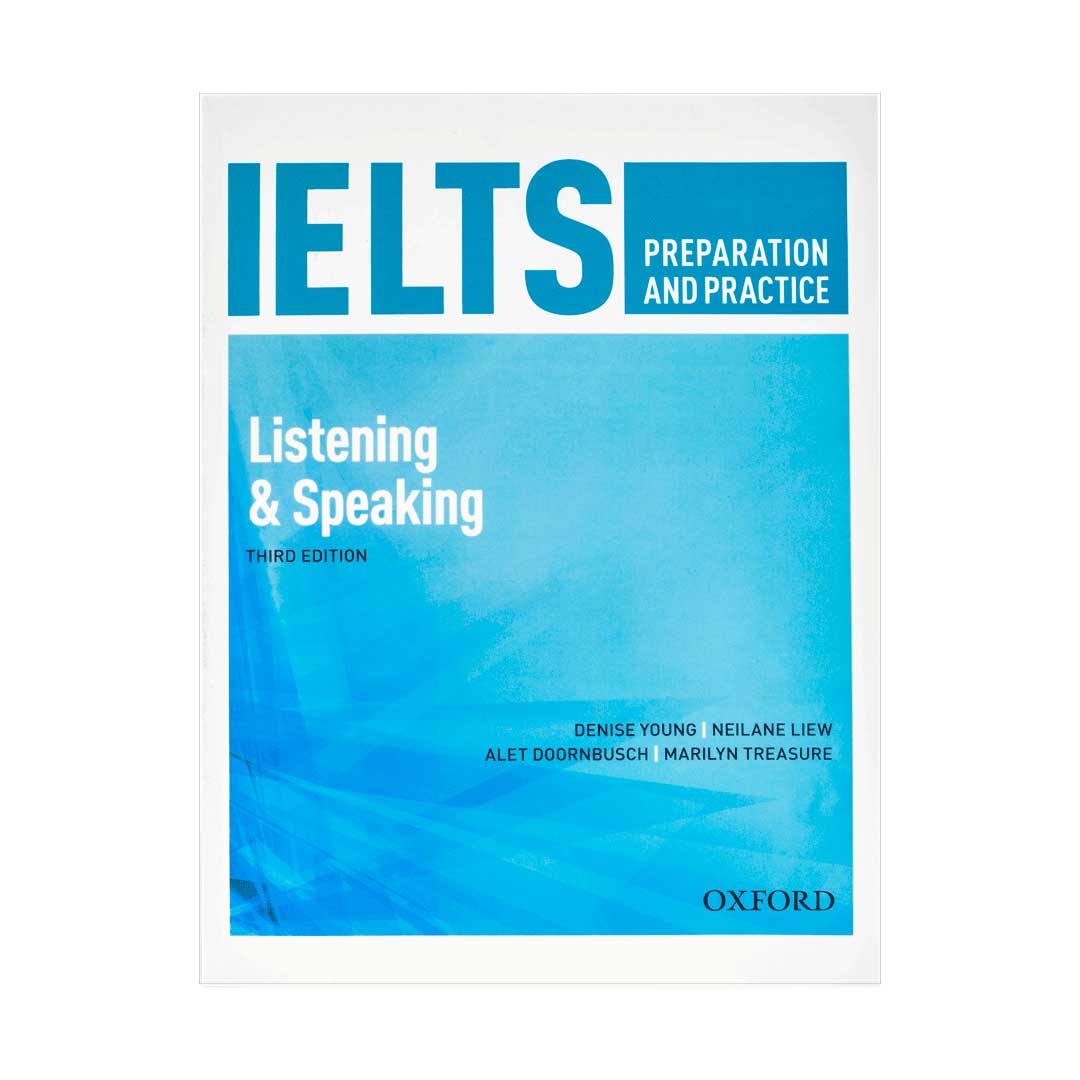 IELTS
PREPARATION
AND PRACTICE
Listening
& Speaking
THIRD EDITION
DENISE YOUNG | NEILANE LIEW
ALET DOORNBUSCH | MARILYN TREASURE
OXFORD